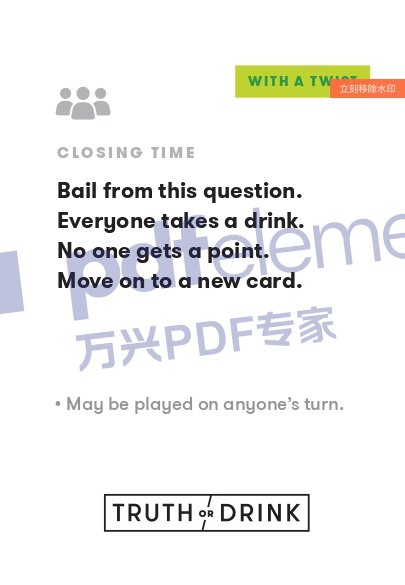 WITH A TWIST
立刻移除水印
CLOSING TIME
Bail from this question.
Everyone takes a drink.
No one gets a point.
Move on to a new card.
pdfeleme
万兴PDF专家
• May be played on anyone's turn.
TRUTH OR DRINK